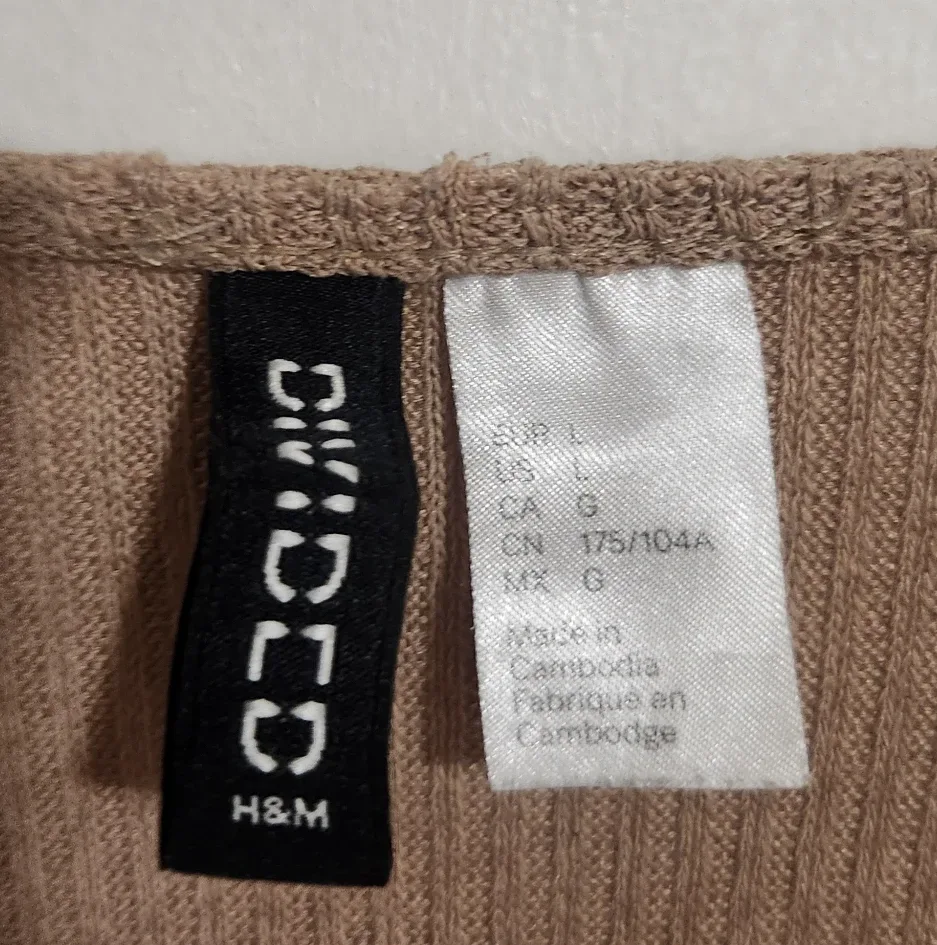 DIVIDED
H&M
EUR L
US L
CA G
CN 175/104A
MX G
Made in
Cambodia
Fabriqué en
Cambodge